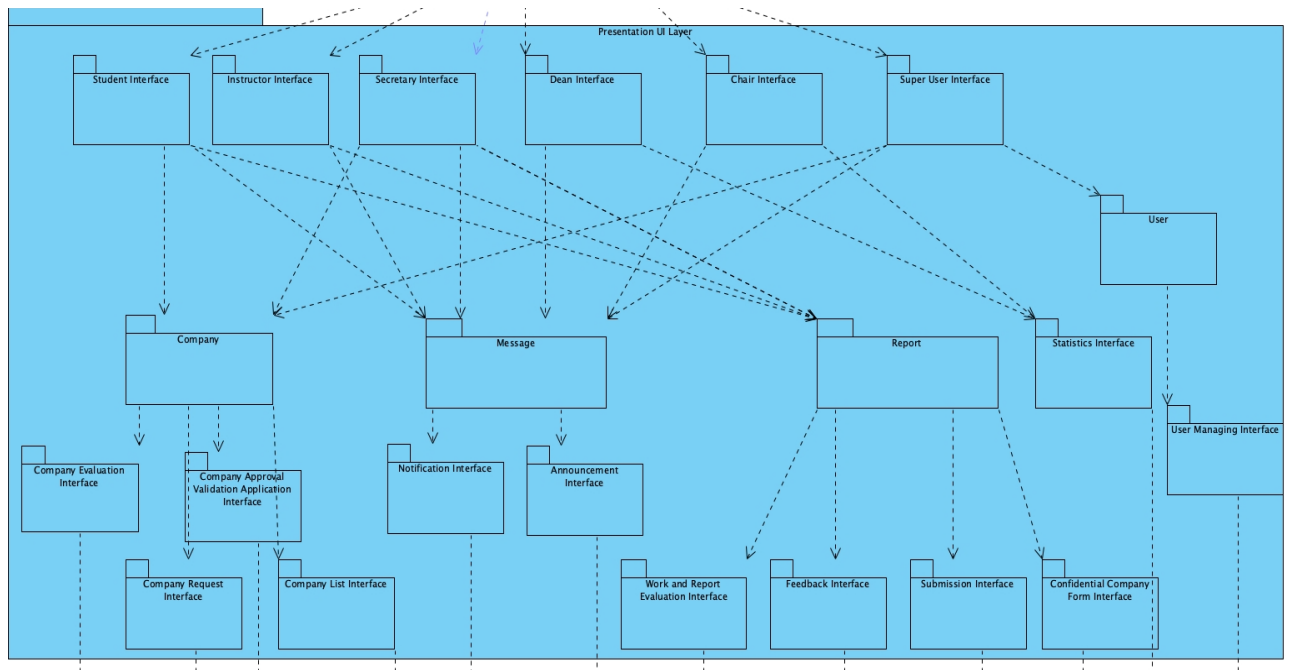 Presentation UI Layer
Student Interface
Instructor Interface
Secretary Interface
Dean Interface
Chair Interface
Super User Interface
User
Company
Message
Report
Statistics Interface
User Managing Interface
Company Evaluation
Interface
Company Approval
Validation Application
Interface
Notification Interface
Announcement
Interface
Company Request
Interface
Company List Interface
Work and Report
Evaluation Interface
Feedback Interface
Submission Interface
Confidential Company
Form Interface